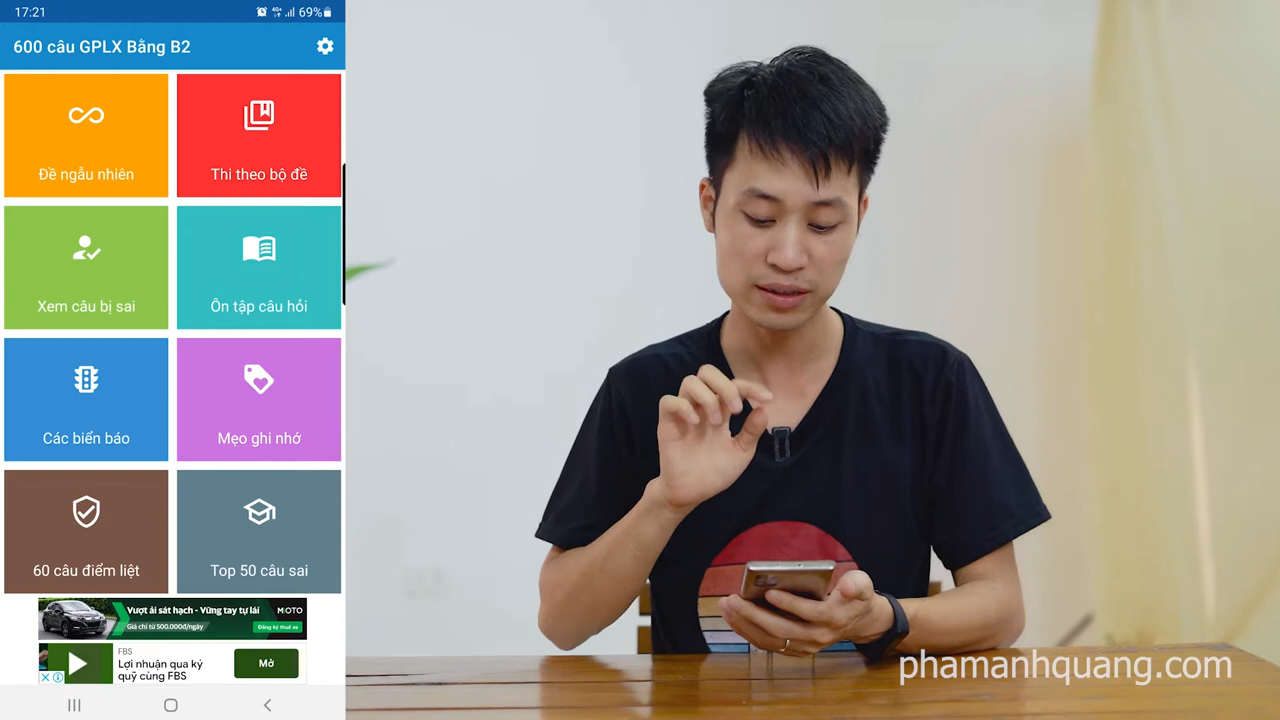 17:21
4G+ 69%
600 câu GPLX Bằng B2
Đề ngẫu nhiên
Thi theo bộ đề
Xem câu bị sai
Ôn tập câu hỏi
Các biển báo
Mẹo ghi nhớ
60 câu điểm liệt
Top 50 câu sai
Vượt ải sát hạch - Vững tay tự lái
MIOTO
Giá chỉ từ 500.000đ/ngày
Đăng ký thuê xe
FBS
Lợi nhuận qua ký
quỹ cùng FBS
Mở
phamanhquang.com